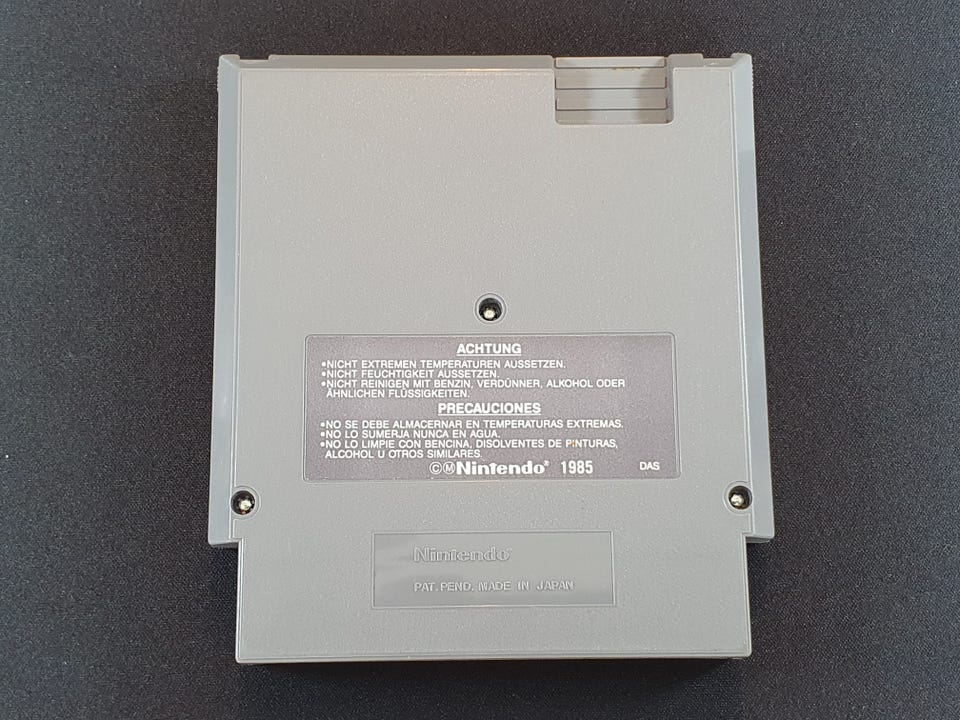 ACHTUNG
•NICHT EXTREMEN TEMPERATUREN AUSSETZEN.
•NICHT FEUCHTIGKEIT AUSSETZEN.
•NICHT REINIGEN MIT BENZIN, VERDÜNNER, ALKOHOL ODER
ÄHNLICHEN FLÜSSIGKEITEN.
PRECAUCIONES
•NO SE DEBE ALMACERNAR EN TEMPERATURAS EXTREMAS.
•NO LO SUMERJA NUNCA EN AGUA.
•NO LO LIMPIE CON BENCINA, DISOLVENTES DE PINTURAS,
ALCOHOL U OTROS SIMILARES.
©Ⓜ Nintendo® 1985 DAS
Nintendo®
PAT. PEND. MADE IN JAPAN